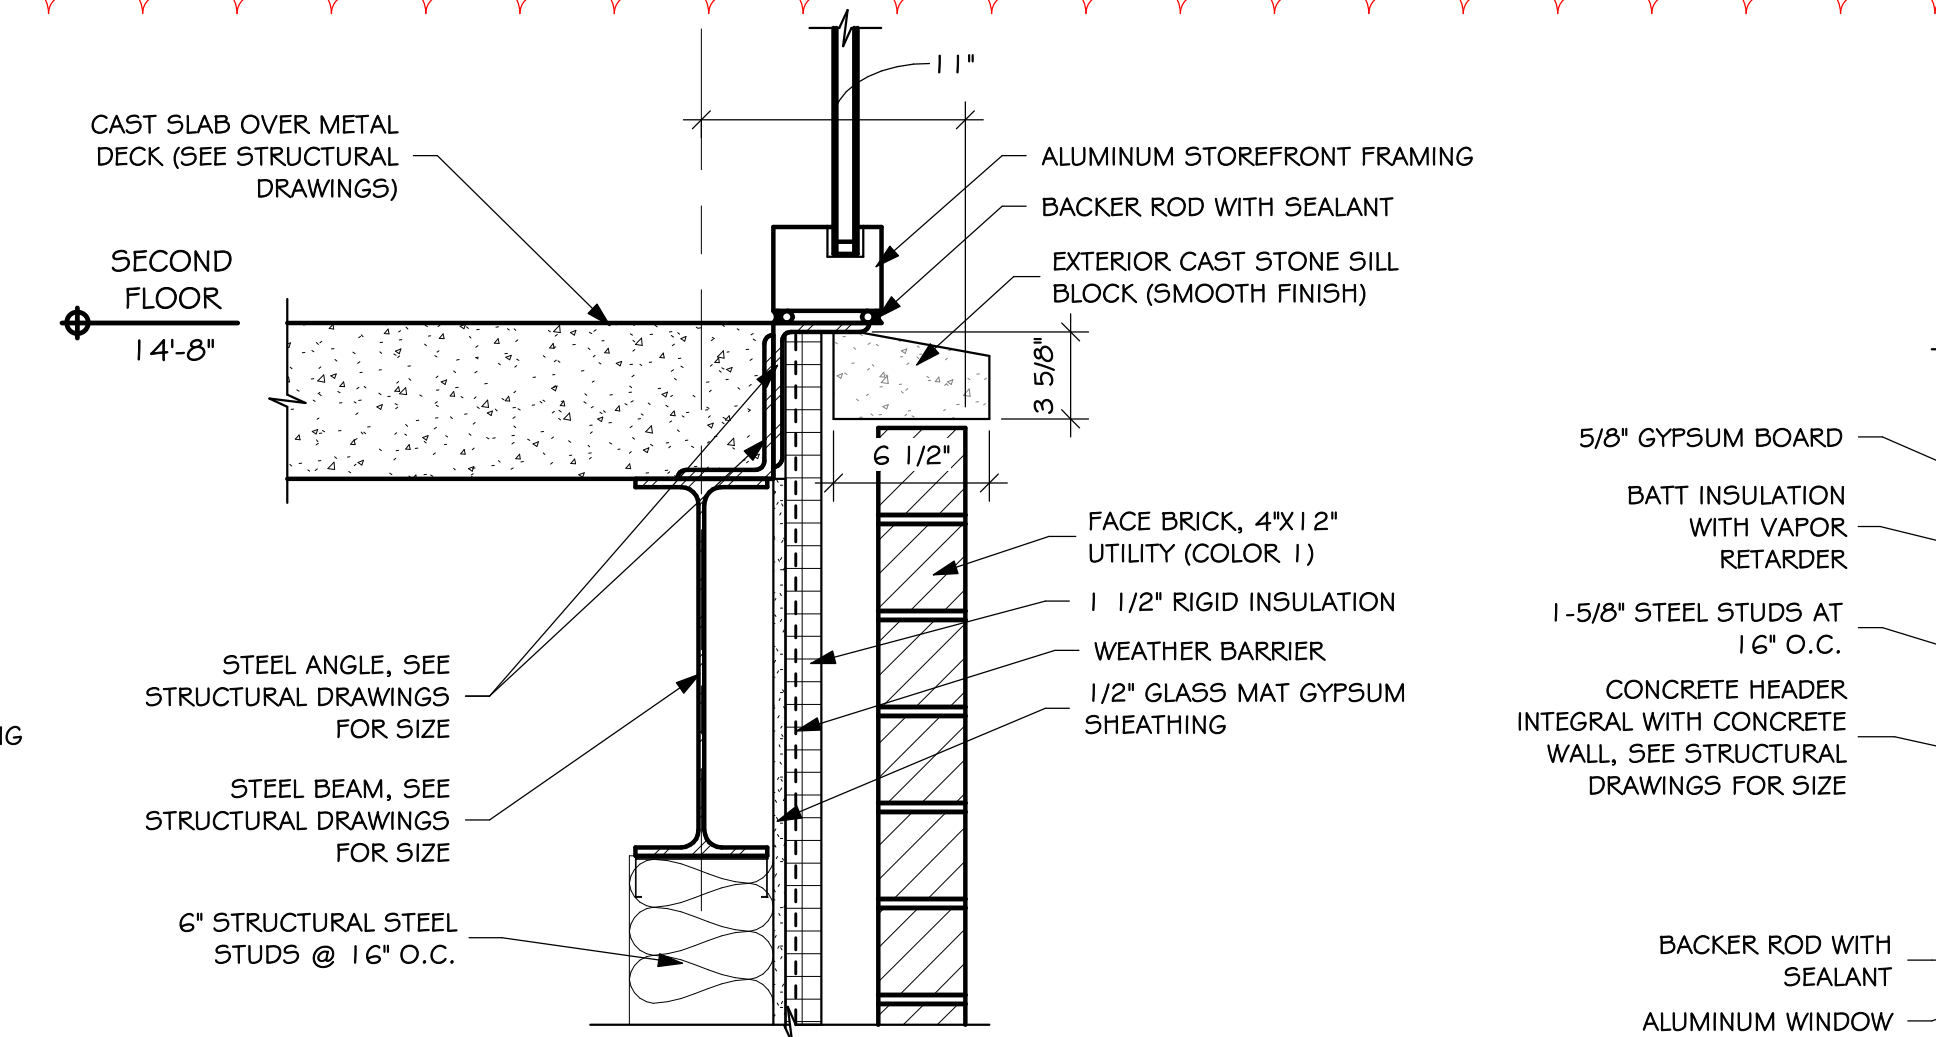 11"
CAST SLAB OVER METAL
DECK (SEE STRUCTURAL
DRAWINGS)
SECOND
FLOOR
14'-8"
ALUMINUM STOREFRONT FRAMING
BACKER ROD WITH SEALANT
EXTERIOR CAST STONE SILL
BLOCK (SMOOTH FINISH)
3 5/8"
6 1/2"
FACE BRICK, 4"X12"
UTILITY (COLOR 1)
1 1/2" RIGID INSULATION
WEATHER BARRIER
1/2" GLASS MAT GYPSUM
SHEATHING
STEEL ANGLE, SEE
STRUCTURAL DRAWINGS
FOR SIZE
STEEL BEAM, SEE
STRUCTURAL DRAWINGS
FOR SIZE
6" STRUCTURAL STEEL
STUDS @ 16" O.C.
NG
5/8" GYPSUM BOARD
BATT INSULATION
WITH VAPOR
RETARDER
1-5/8" STEEL STUDS AT
16" O.C.
CONCRETE HEADER
INTEGRAL WITH CONCRETE
WALL, SEE STRUCTURAL
DRAWINGS FOR SIZE
BACKER ROD WITH
SEALANT
ALUMINUM WINDOW